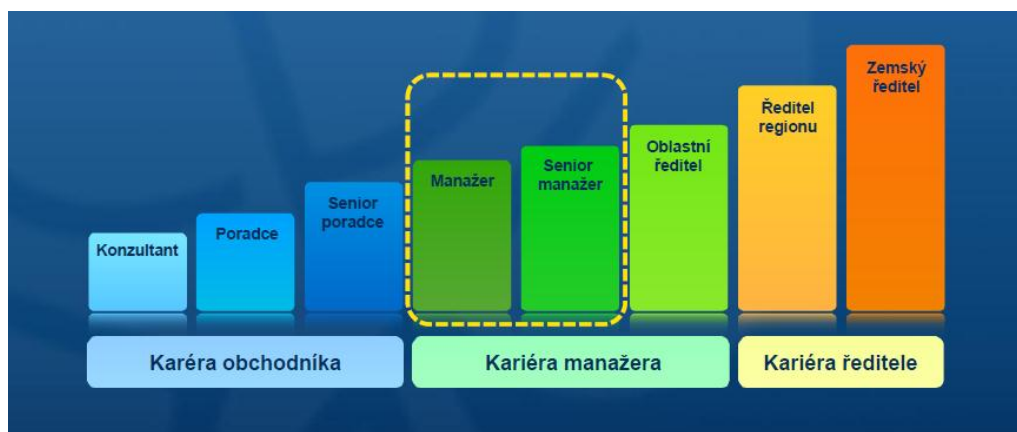 Konzultant
Poradce
Senior
poradce
Manažer
Senior
manažer
Oblastní
ředitel
Ředitel
regionu
Zemský
ředitel
Karéra obchodníka
Kariéra manažera
Kariéra ředitele